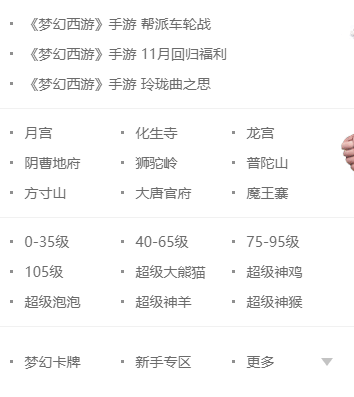 《梦幻西游》手游 帮派车轮战
《梦幻西游》手游 11月回归福利
《梦幻西游》手游 玲珑曲之思
月宫 化生寺 龙宫
阴曹地府 狮驼岭 普陀山
方寸山 大唐官府 魔王寨
0-35级 40-65级 75-95级
105级 超级大熊猫 超级神鸡
超级泡泡 超级神羊 超级神猴
梦幻卡牌 新手专区 更多